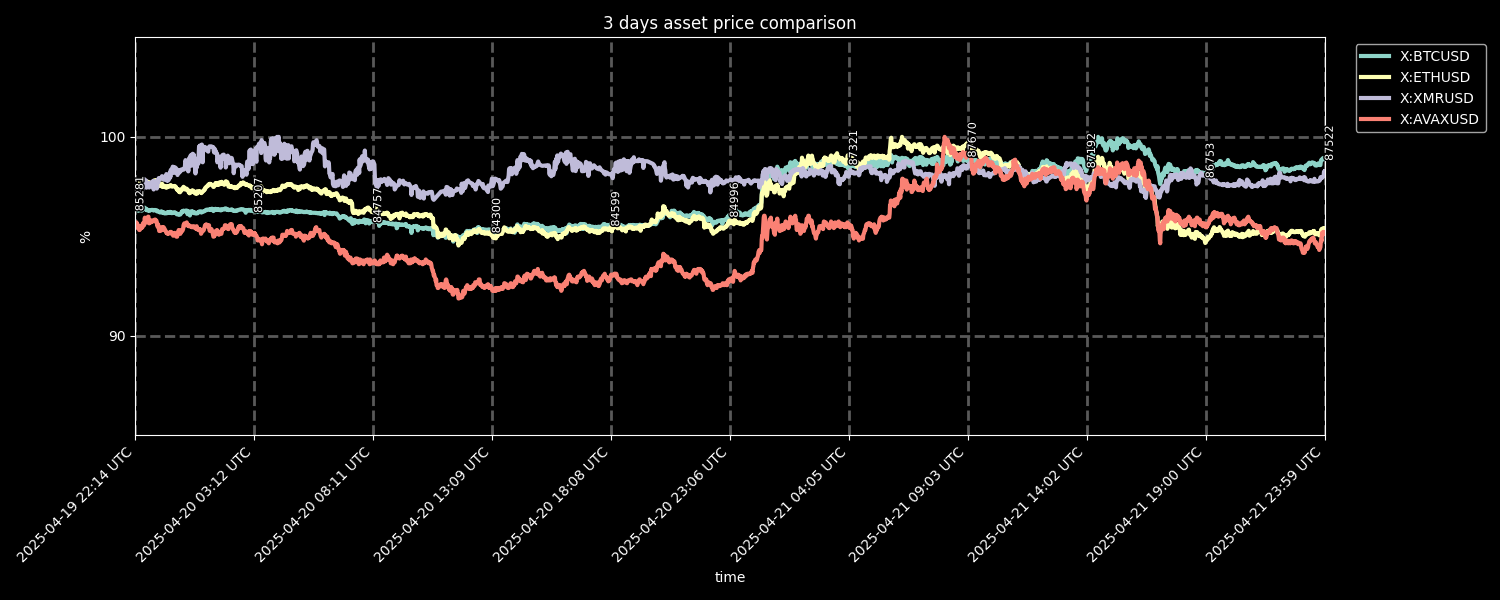 3 days asset price comparison
X:BTCUSD
X:ETHUSD
X:XMRUSD
X:AVAXUSD
100
90
%
85207
84757
84300
84599
84996
87321
87670
87192
86753
87522
2025-04-19 22:14 UTC
2025-04-20 03:12 UTC
2025-04-20 08:11 UTC
2025-04-20 13:09 UTC
2025-04-20 18:08 UTC
2025-04-20 23:06 UTC
2025-04-21 04:05 UTC
2025-04-21 09:03 UTC
2025-04-21 14:02 UTC
2025-04-21 19:00 UTC
2025-04-21 23:59 UTC
time